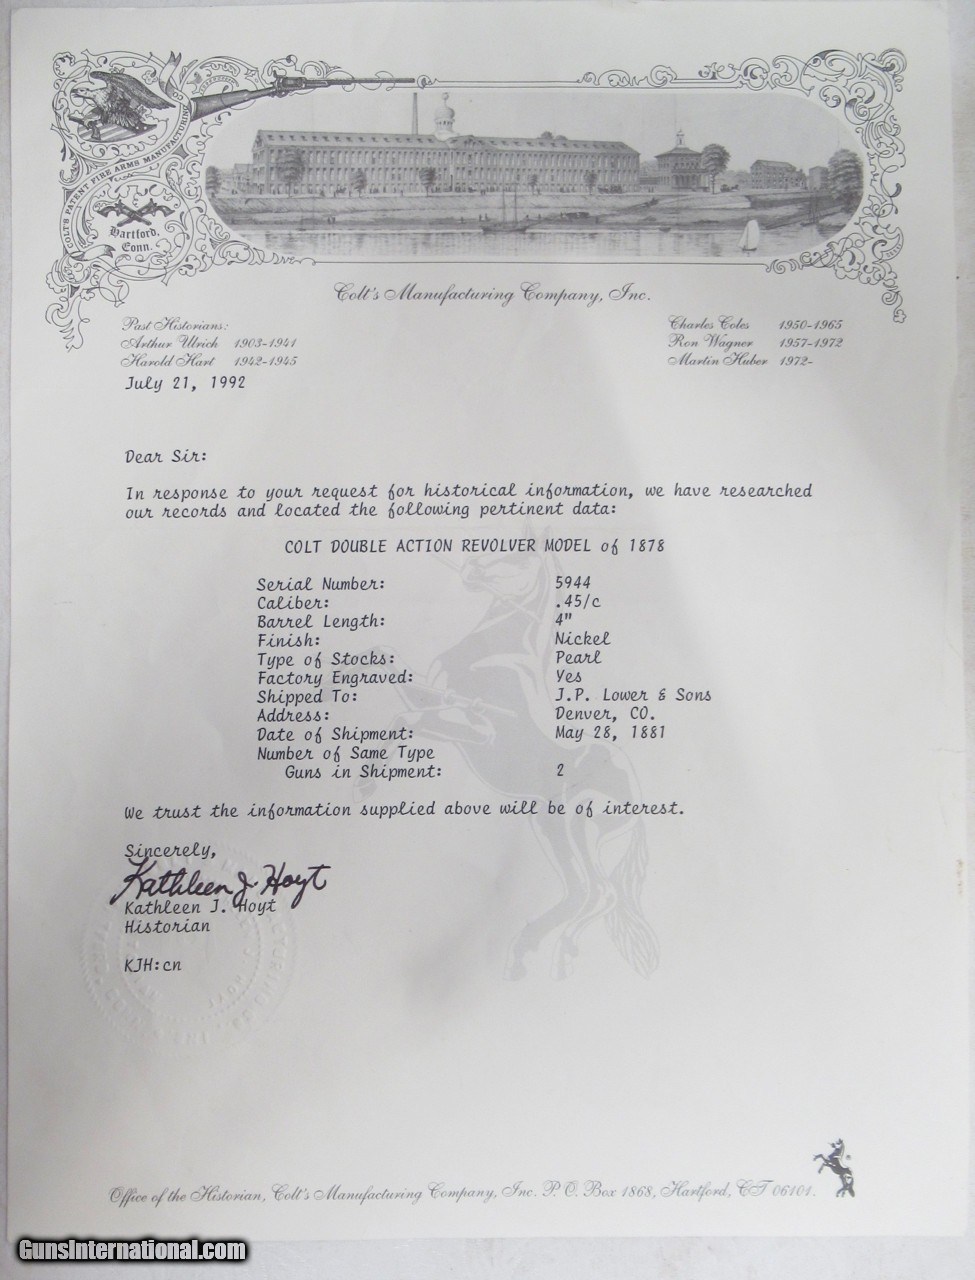 COLT'S PATENT FIRE ARMS MANUFACTURING CO
Hartford,
Conn.
Colt's Manufacturing Company, Inc.
Past Historians:
Arthur Ulrich 1903-1941
Harold Hart 1942-1945
Charles Coles 1950-1965
Ron Wagner 1957-1972
Martin Huber 1972-
July 21, 1992
Dear Sir:
In response to your request for historical information, we have researched
our records and located the following pertinent data:
COLT DOUBLE ACTION REVOLVER MODEL of 1878
Serial Number: 5944
Caliber: .45/c
Barrel Length: 4"
Finish: Nickel
Type of Stocks: Pearl
Factory Engraved: Yes
Shipped To: J.P. Lower & Sons
Address: Denver, CO.
Date of Shipment: May 28, 1881
Number of Same Type
Guns in Shipment: 2
We trust the information supplied above will be of interest.
Sincerely,
Kathleen J. Hoyt
Kathleen J. Hoyt
Historian
KJH:cn
Office of the Historian, Colt's Manufacturing Company, Inc. P.O. Box 1868, Hartford, CT 06101.
GunsInternational.com